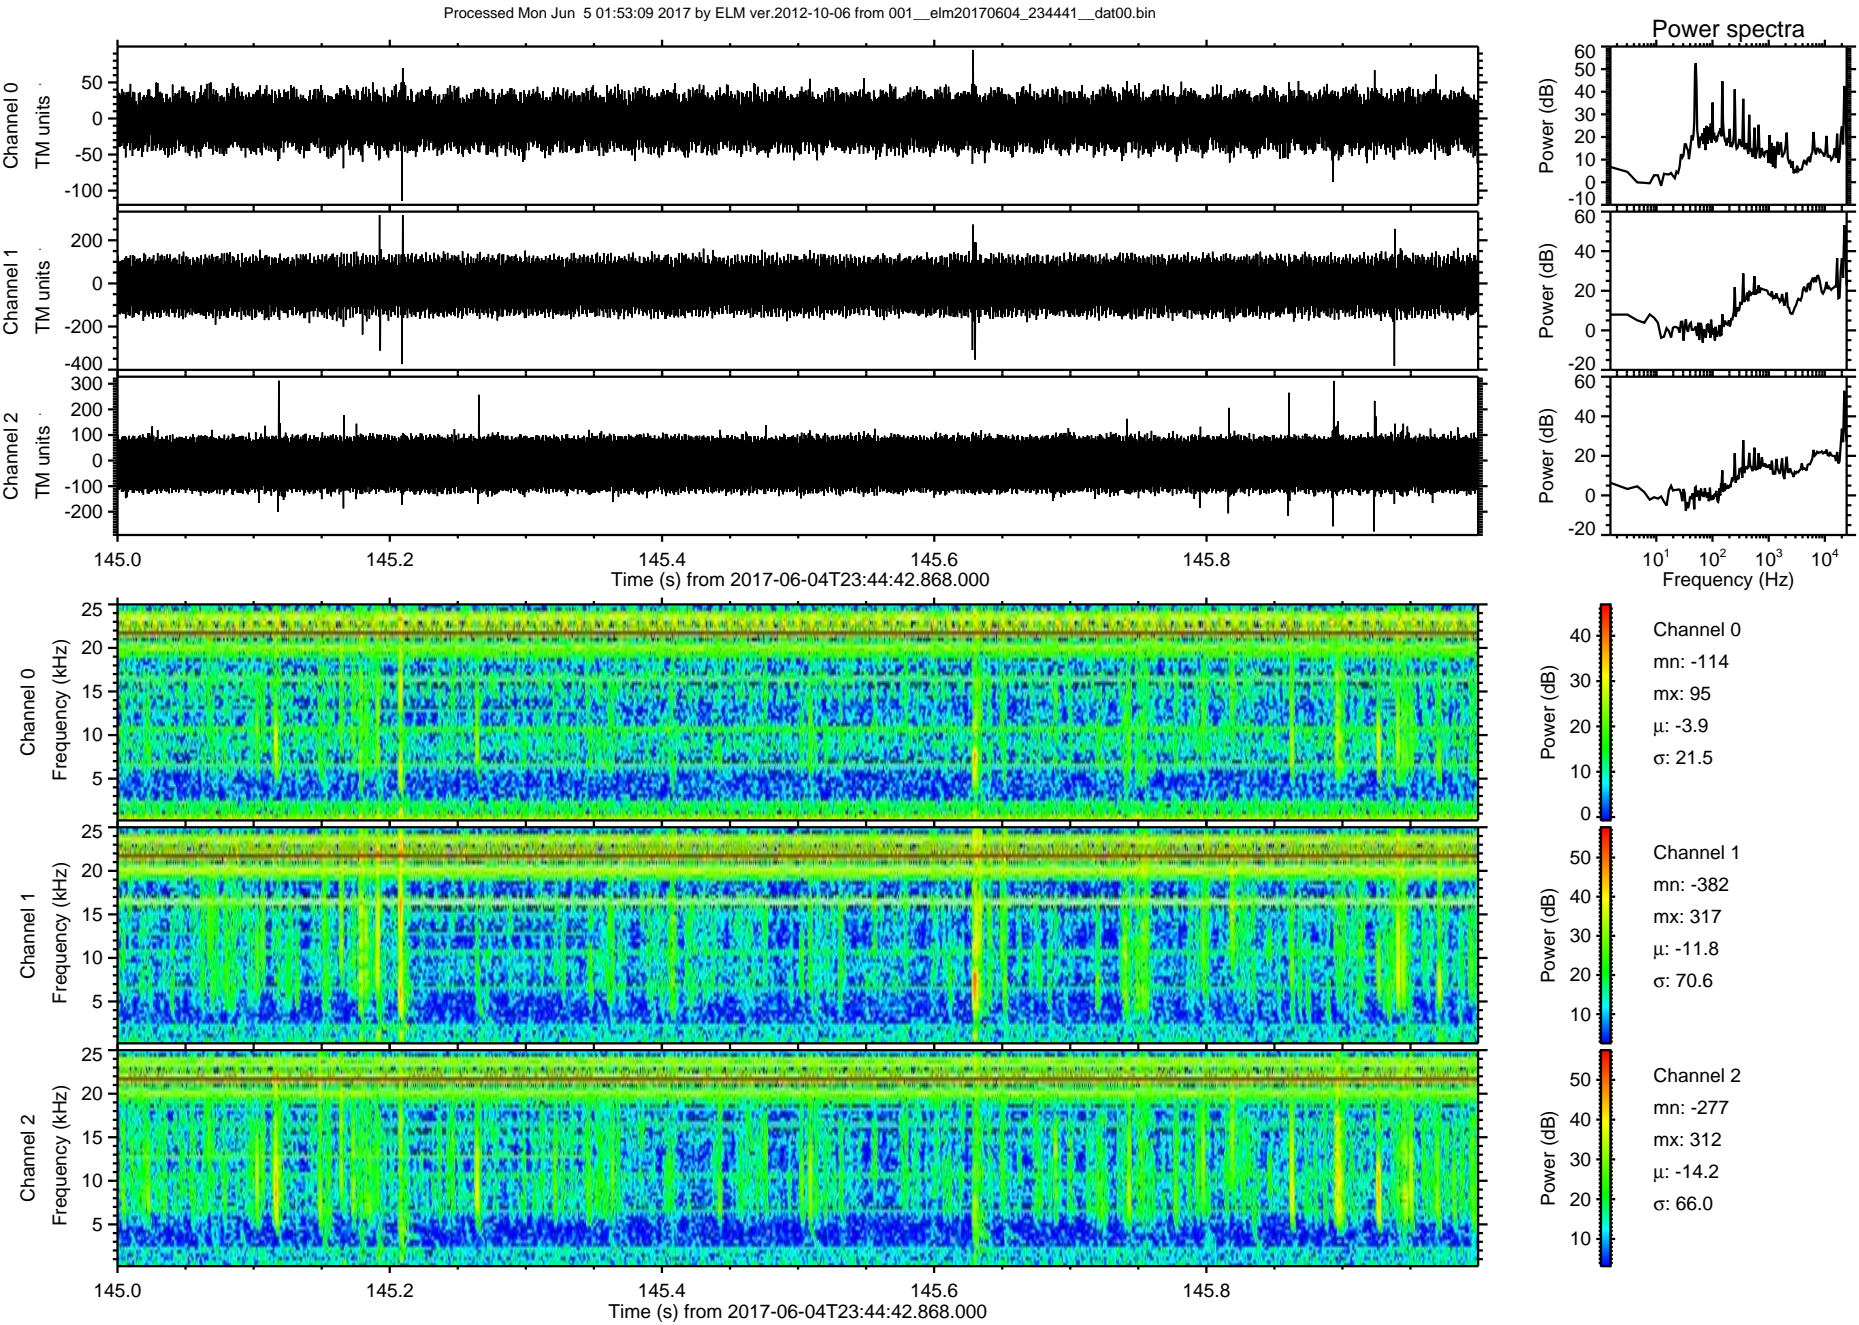 Processed Mon Jun  5 01:53:09 2017 by ELM ver.2012-10-06 from 001__elm20170604_234441__dat00.bin
Power spectra
Channel 0
TM units
50
0
-50
-100
Power (dB)
60
50
40
30
20
10
0
-10
Channel 1
TM units
200
0
-200
-400
Power (dB)
60
40
20
0
-20
Channel 2
TM units
300
200
100
0
-100
-200
Power (dB)
60
40
20
0
-20
145.0 145.2 145.4 145.6 145.8
Time (s) from 2017-06-04T23:44:42.868.000
10^1 10^2 10^3 10^4
Frequency (Hz)
Channel 0
Frequency (kHz)
25
20
15
10
5
Power (dB)
40
30
20
10
0
Channel 0
mn: -114
mx: 95
μ: -3.9
σ: 21.5
Channel 1
Frequency (kHz)
25
20
15
10
5
Power (dB)
50
40
30
20
10
Channel 1
mn: -382
mx: 317
μ: -11.8
σ: 70.6
Channel 2
Frequency (kHz)
25
20
15
10
5
Power (dB)
50
40
30
20
10
Channel 2
mn: -277
mx: 312
μ: -14.2
σ: 66.0
145.0 145.2 145.4 145.6 145.8
Time (s) from 2017-06-04T23:44:42.868.000